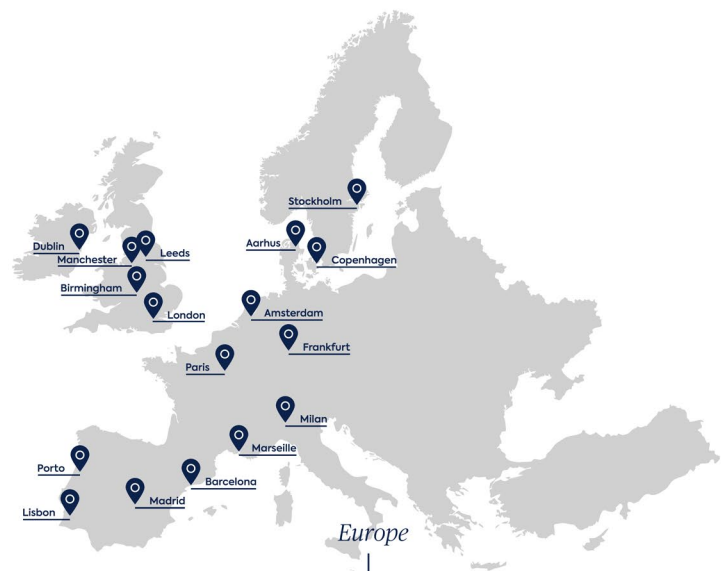 Stockholm
Aarhus
Copenhagen
Dublin
Leeds
Manchester
Birmingham
London
Amsterdam
Frankfurt
Paris
Milan
Marseille
Porto
Barcelona
Madrid
Lisbon
Europe